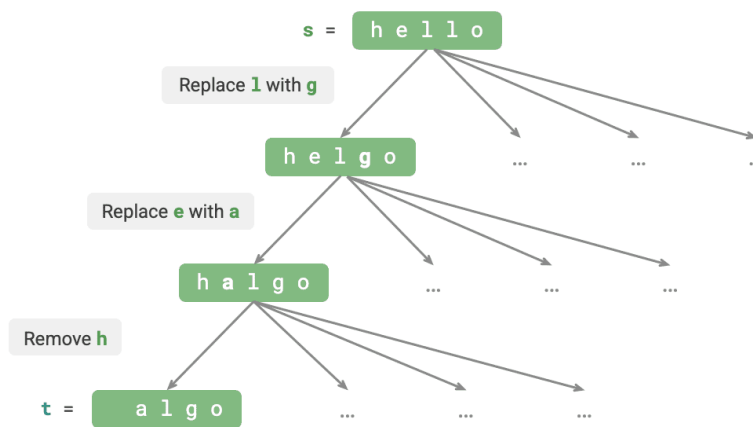 s = h e l l o
Replace l with g
h e l g o
... ... ...
Replace e with a
h a l g o
... ... ...
Remove h
t = a l g o
... ... ...